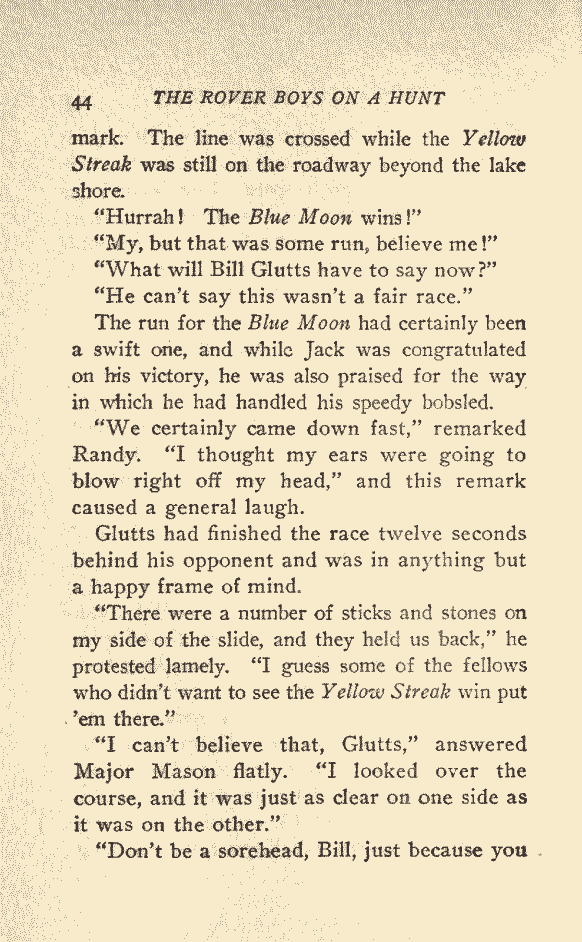 44 THE ROVER BOYS ON A HUNT
mark. The line was crossed while the Yellow
Streak was still on the roadway beyond the lake
shore.
“Hurrah! The Blue Moon wins!”
“My, but that was some run, believe me!”
“What will Bill Glutts have to say now?”
“He can’t say this wasn’t a fair race.”
The run for the Blue Moon had certainly been
a swift one, and while Jack was congratulated
on his victory, he was also praised for the way
in which he had handled his speedy bobsled.
“We certainly came down fast,” remarked
Randy. “I thought my ears were going to
blow right off my head,” and this remark
caused a general laugh.
Glutts had finished the race twelve seconds
behind his opponent and was in anything but
a happy frame of mind.
“There were a number of sticks and stones on
my side of the slide, and they held us back,” he
protested lamely. “I guess some of the fellows
who didn’t want to see the Yellow Streak win put
’em there.”
“I can’t believe that, Glutts,” answered
Major Mason flatly. “I looked over the
course, and it was just as clear on one side as
it was on the other.”
“Don’t be a sorehead, Bill, just because you